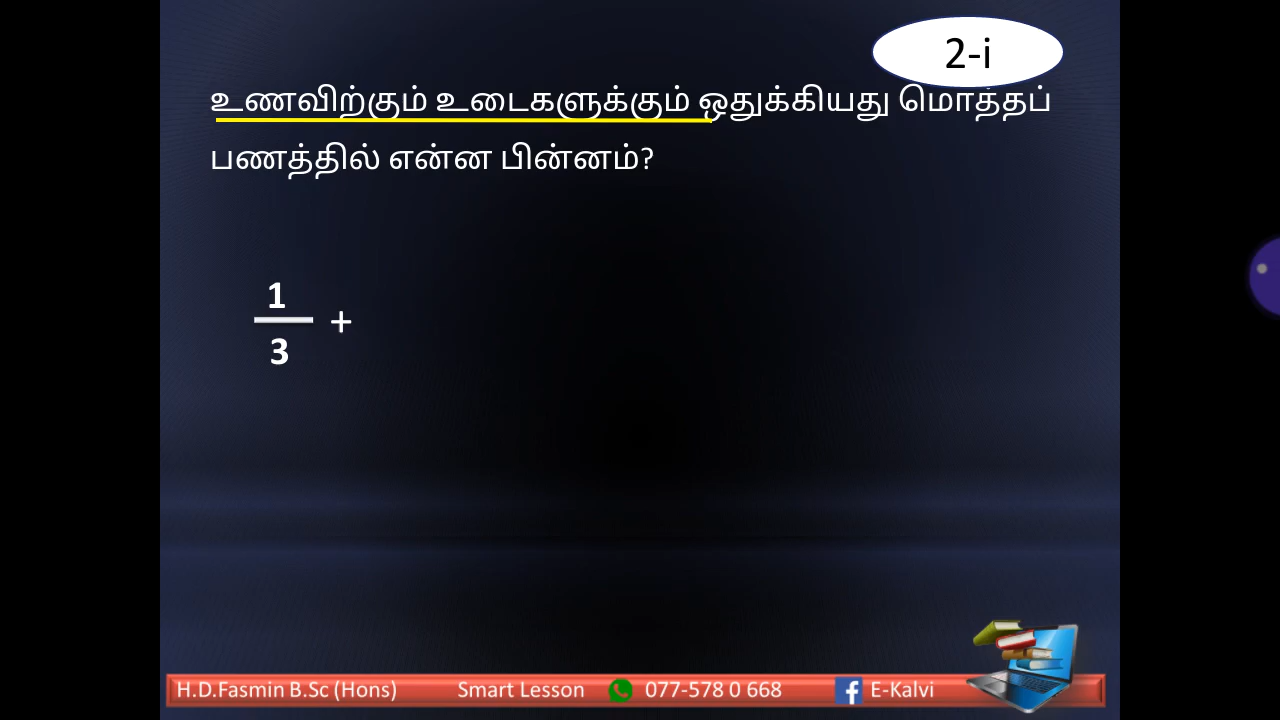 2-i
உணவிற்கும் உடைகளுக்கும் ஒதுக்கியது மொத்தப்
பணத்தில் என்ன பின்னம்?
1
+
3
H.D.Fasmin B.Sc (Hons) Smart Lesson 077-578 0 668 E-Kalvi